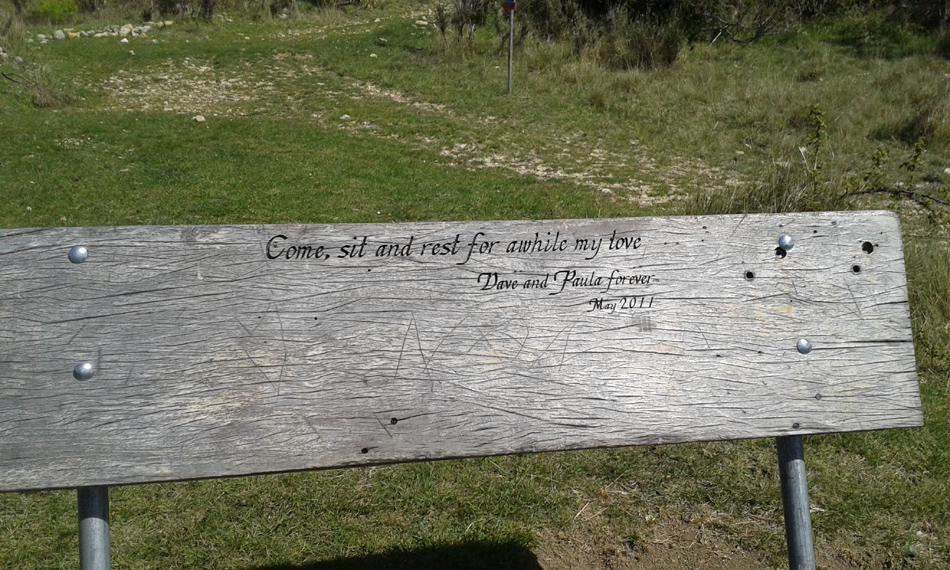 Come, sit and rest for awhile my love
Dave and Paula forever
May 2011